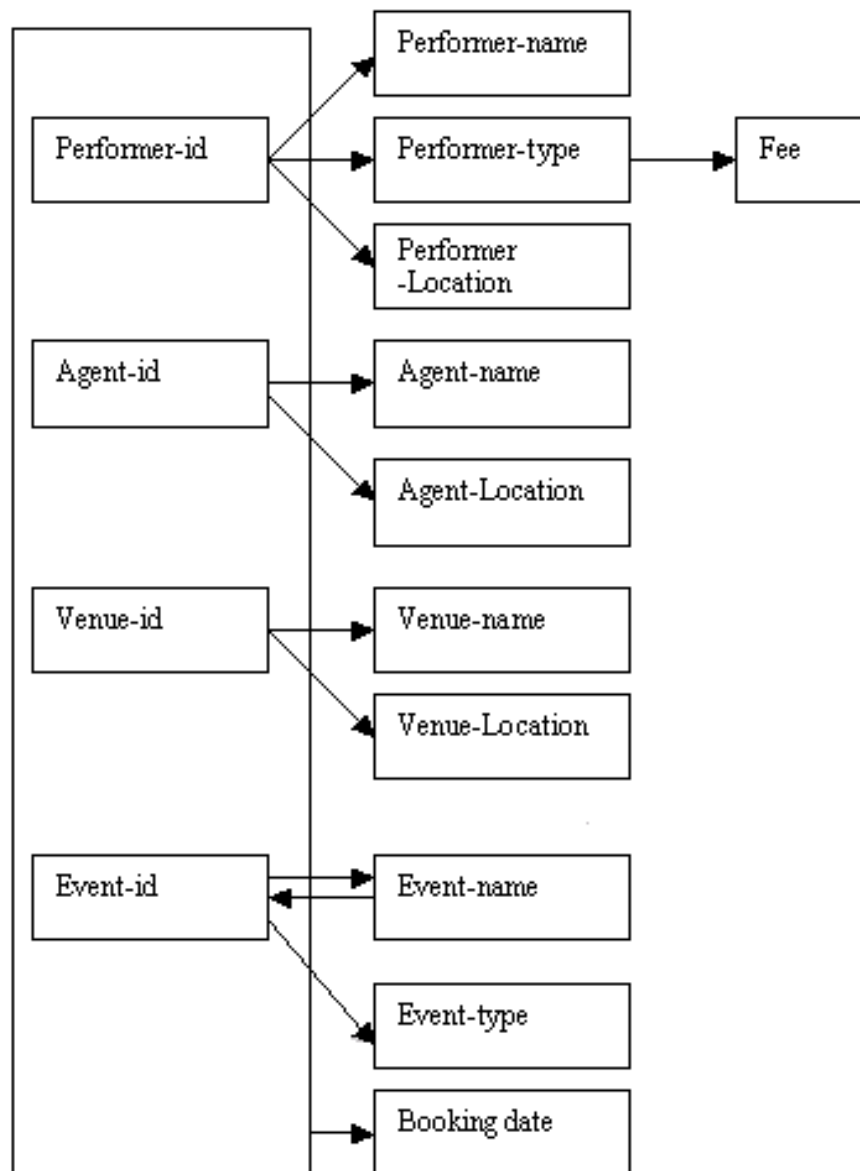 Performer-name
Performer-id
Performer-type
Fee
Performer
-Location
Agent-id
Agent-name
Agent-Location
Venue-id
Venue-name
Venue-Location
Event-id
Event-name
Event-type
Booking date